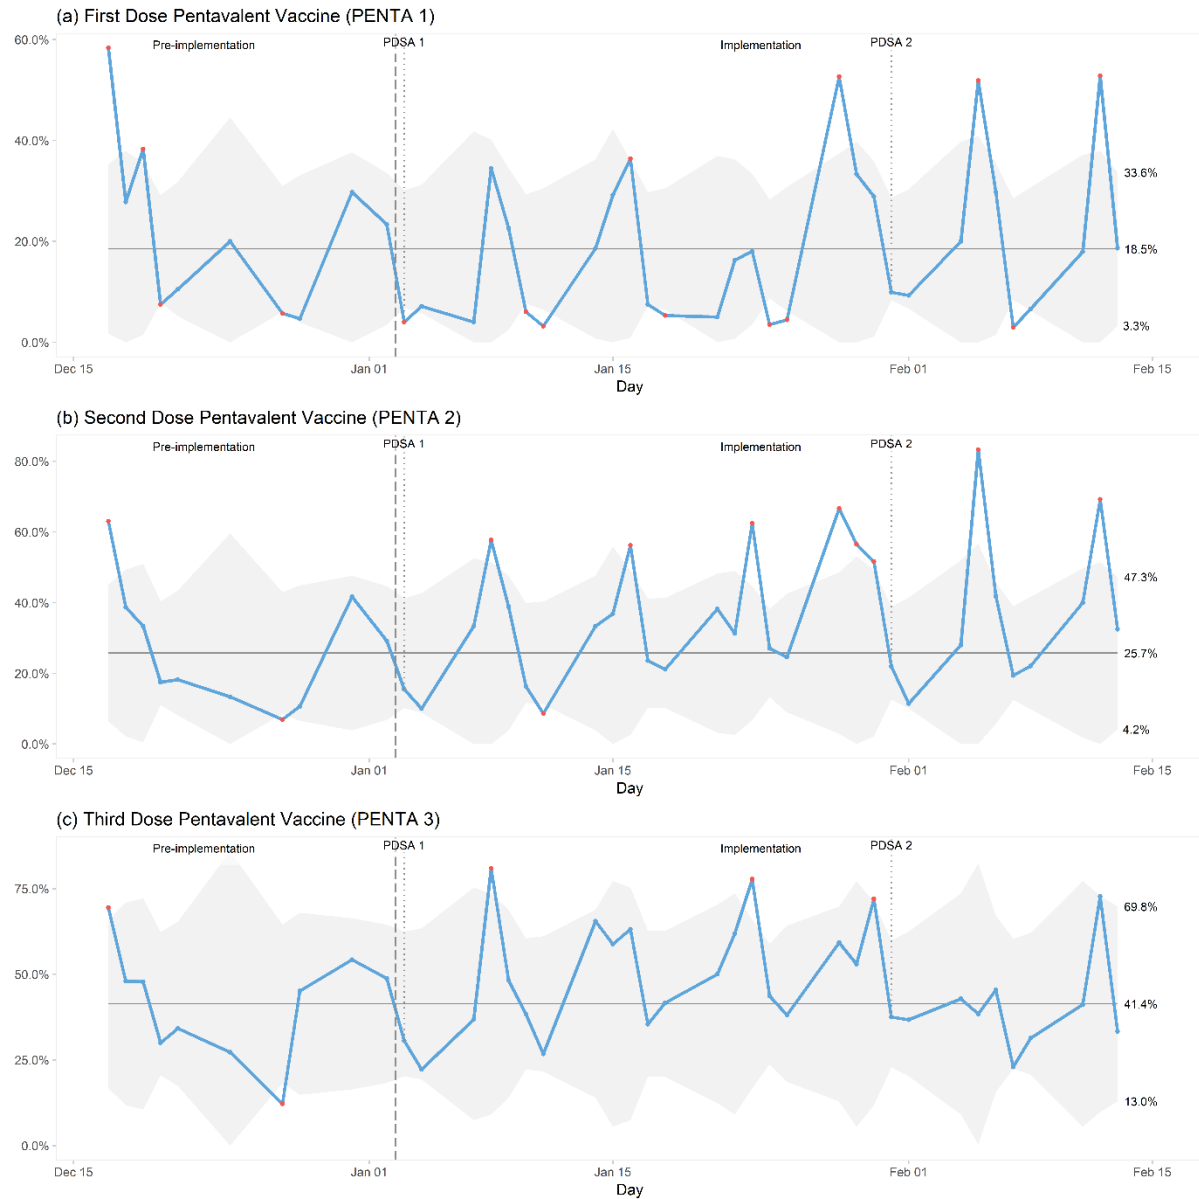 (a) First Dose Pentavalent Vaccine (PENTA 1)
60.0%
Pre-implementation
PDSA 1
Implementation
PDSA 2
40.0%
33.6%
20.0%
18.5%
3.3%
0.0%
Dec 15
Jan 01
Jan 15
Feb 01
Feb 15
Day
(b) Second Dose Pentavalent Vaccine (PENTA 2)
Pre-implementation
PDSA 1
Implementation
PDSA 2
80.0%
60.0%
47.3%
40.0%
25.7%
20.0%
4.2%
0.0%
Dec 15
Jan 01
Jan 15
Feb 01
Feb 15
Day
(c) Third Dose Pentavalent Vaccine (PENTA 3)
Pre-implementation
PDSA 1
Implementation
PDSA 2
75.0%
69.8%
50.0%
41.4%
25.0%
13.0%
0.0%
Dec 15
Jan 01
Jan 15
Feb 01
Feb 15
Day